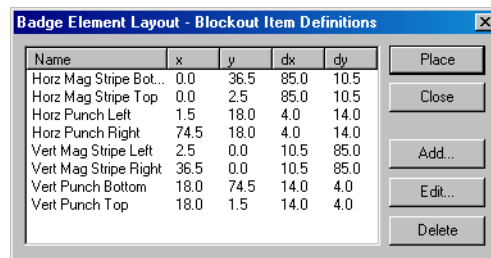 Badge Element Layout - Blockout Item Definitions
Name x y dx dy
Horz Mag Stripe Bot... 0.0 36.5 85.0 10.5
Horz Mag Stripe Top 0.0 2.5 85.0 10.5
Horz Punch Left 1.5 18.0 4.0 14.0
Horz Punch Right 74.5 18.0 4.0 14.0
Vert Mag Stripe Left 2.5 0.0 10.5 85.0
Vert Mag Stripe Right 36.5 0.0 10.5 85.0
Vert Punch Bottom 18.0 74.5 14.0 4.0
Vert Punch Top 18.0 1.5 14.0 4.0
Place
Close
Add...
Edit...
Delete